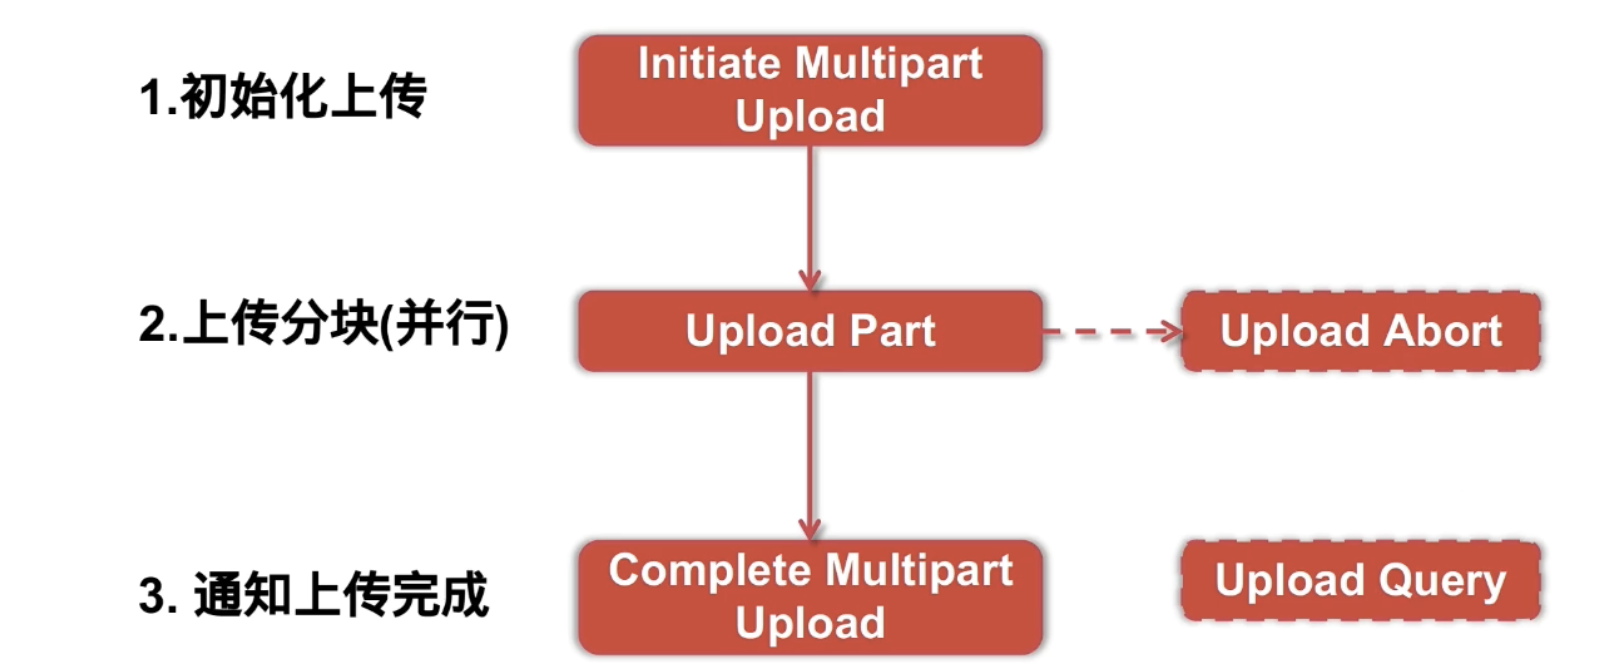 1.初始化上传
Initiate Multipart
Upload
2.上传分块(并行)
Upload Part
Upload Abort
3. 通知上传完成
Complete Multipart
Upload
Upload Query